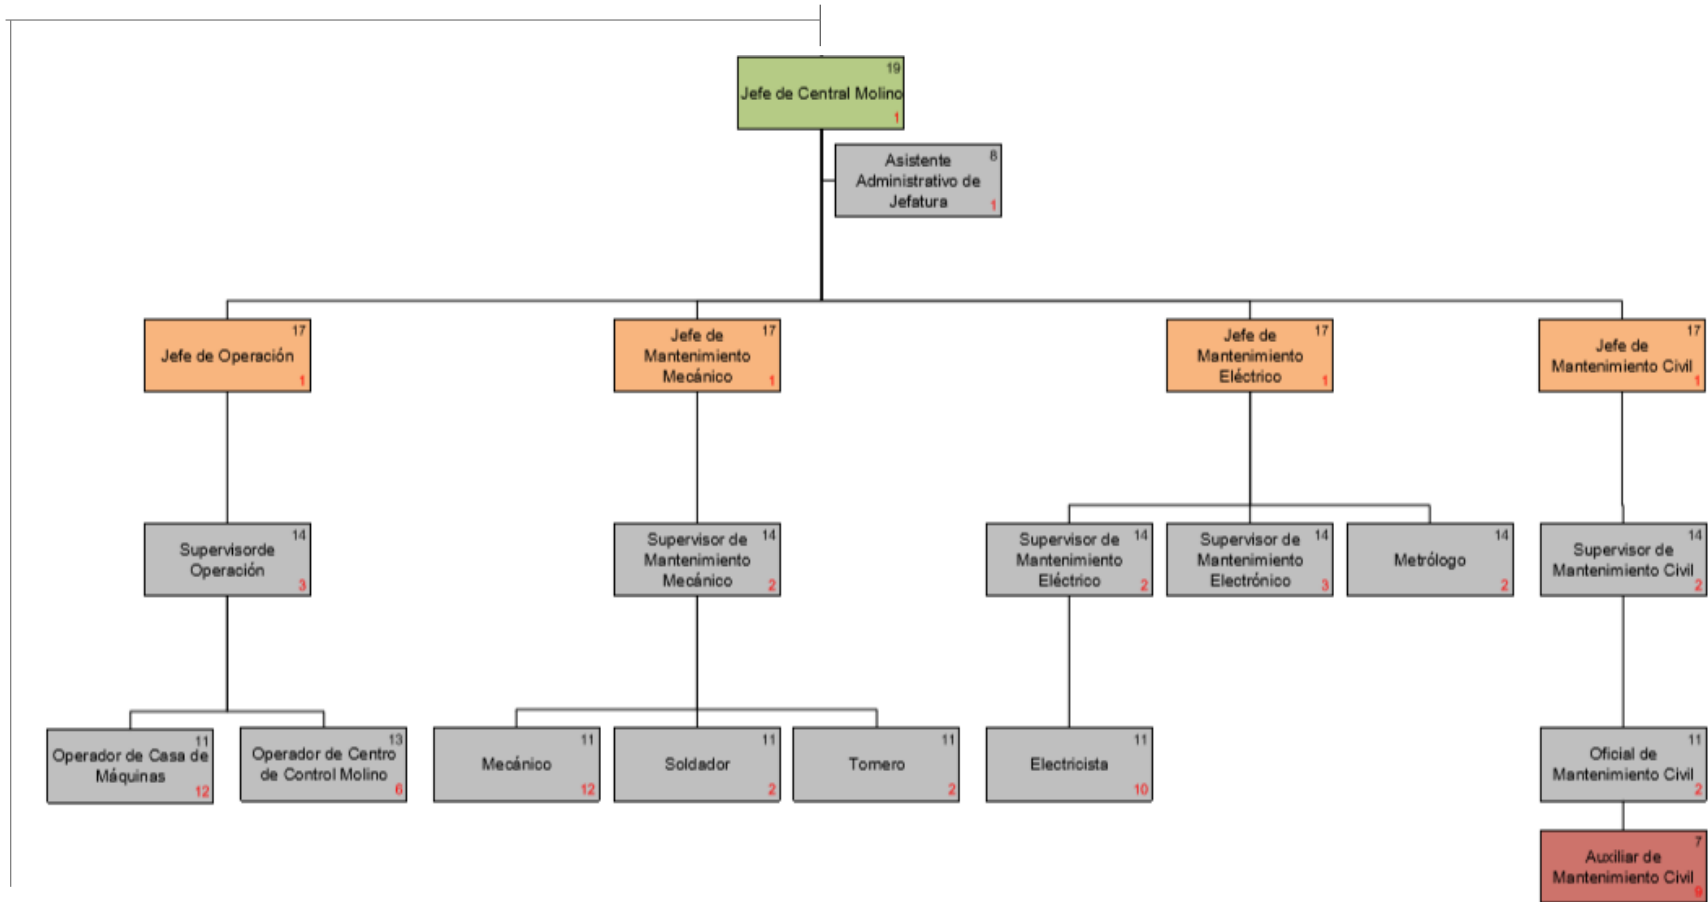 19
Jefe de Central Molino
1
8
Asistente
Administrativo de
Jefatura
1
17
Jefe de Operación
1
17
Jefe de
Mantenimiento
Mecánico
1
17
Jefe de
Mantenimiento
Eléctrico
1
17
Jefe de
Mantenimiento Civil
1
14
Supervisorde
Operación
3
14
Supervisor de
Mantenimiento
Mecánico
2
14
Supervisor de
Mantenimiento
Eléctrico
2
14
Supervisor de
Mantenimiento
Electrónico
3
14
Metrólogo
2
14
Supervisor de
Mantenimiento Civil
2
11
Operador de Casa de
Máquinas
12
13
Operador de Centro
de Control Molino
6
11
Mecánico
12
11
Soldador
2
11
Tornero
2
11
Electricista
10
11
Oficial de
Mantenimiento Civil
2
7
Auxiliar de
Mantenimiento Civil
9